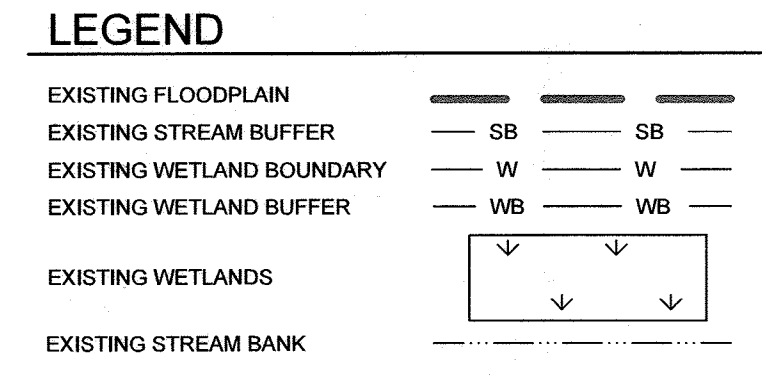 LEGEND
EXISTING FLOODPLAIN
EXISTING STREAM BUFFER SB SB
EXISTING WETLAND BOUNDARY W W
EXISTING WETLAND BUFFER WB WB
EXISTING WETLANDS
EXISTING STREAM BANK